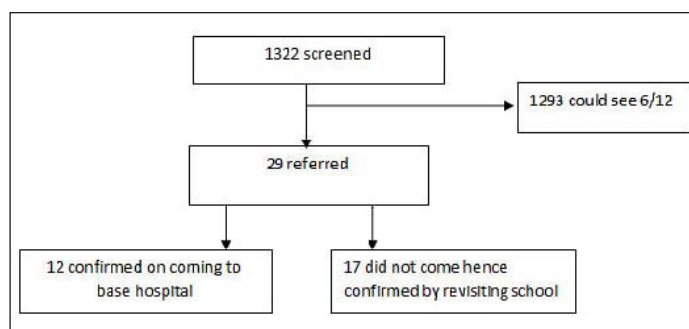 1322 screened
1293 could see 6/12
29 referred
12 confirmed on coming to
base hospital
17 did not come hence
confirmed by revisiting school